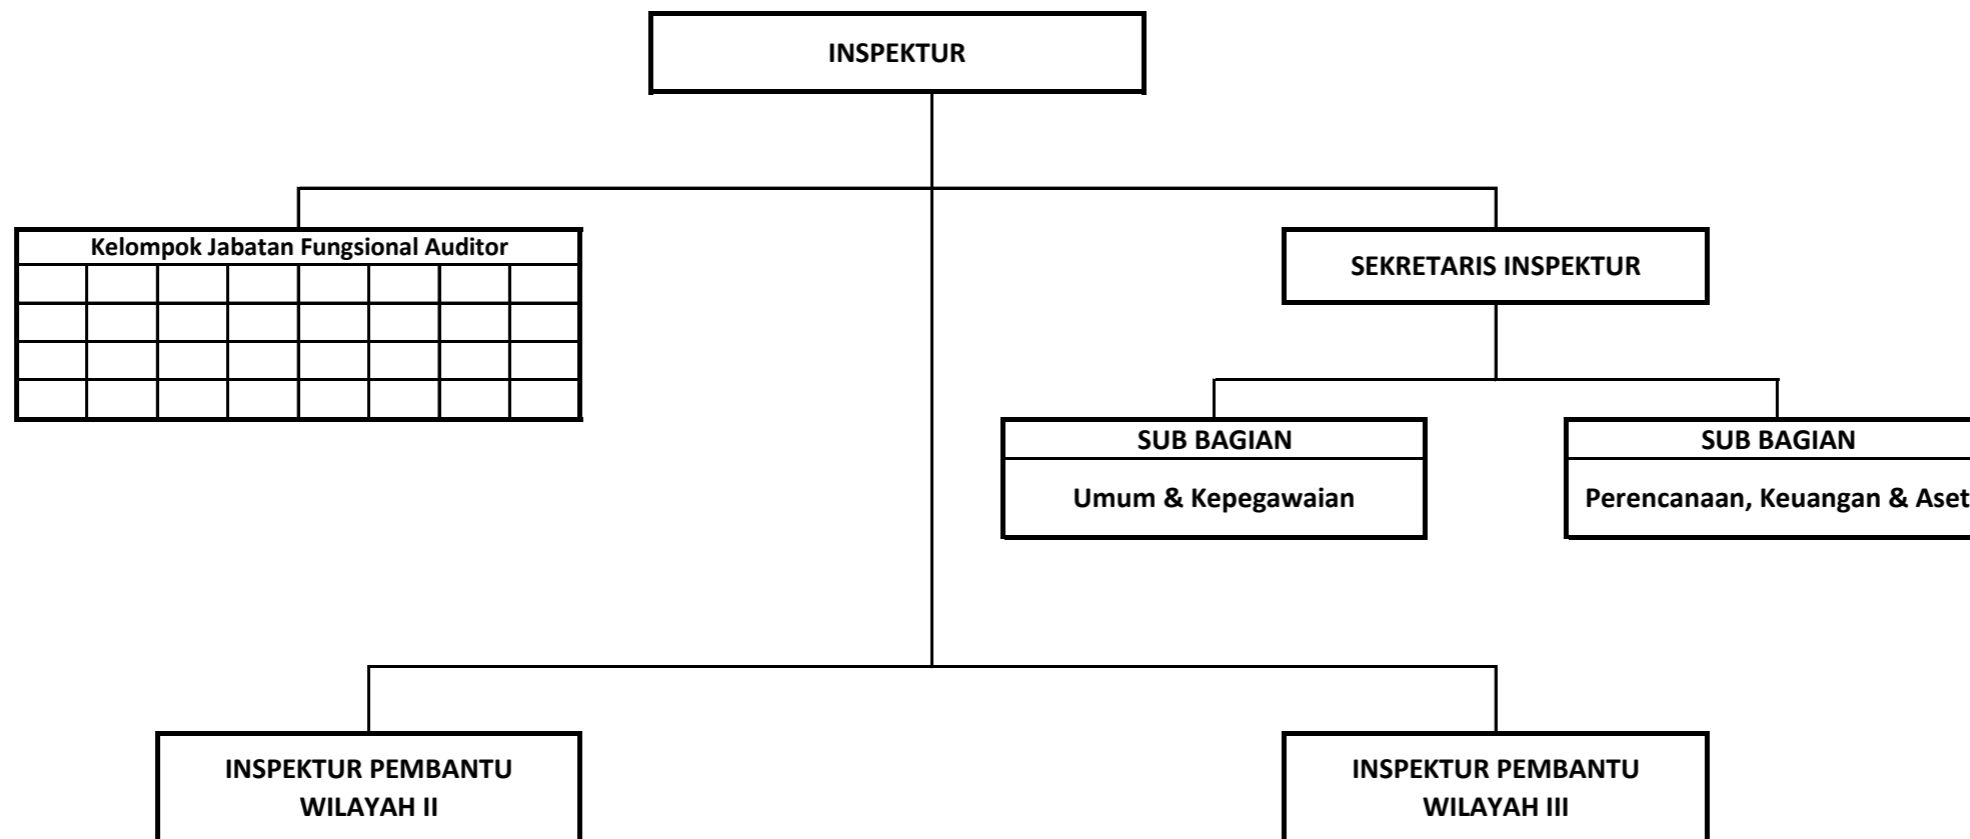 INSPEKTUR
Kelompok Jabatan Fungsional Auditor
SEKRETARIS INSPEKTUR
SUB BAGIAN
Umum & Kepegawaian
SUB BAGIAN
Perencanaan, Keuangan & Aset
INSPEKTUR PEMBANTU
WILAYAH II
INSPEKTUR PEMBANTU
WILAYAH III